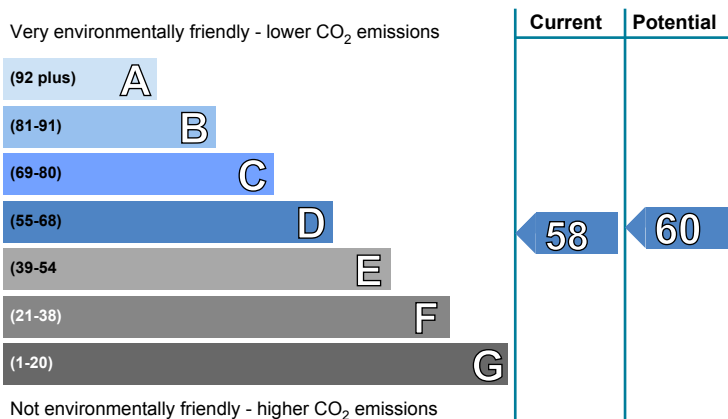 Current Potential
Very environmentally friendly - lower CO2 emissions
(92 plus) A
(81-91) B
(69-80) C
(55-68) D
58 60
(39-54 E
(21-38) F
(1-20) G
Not environmentally friendly - higher CO2 emissions